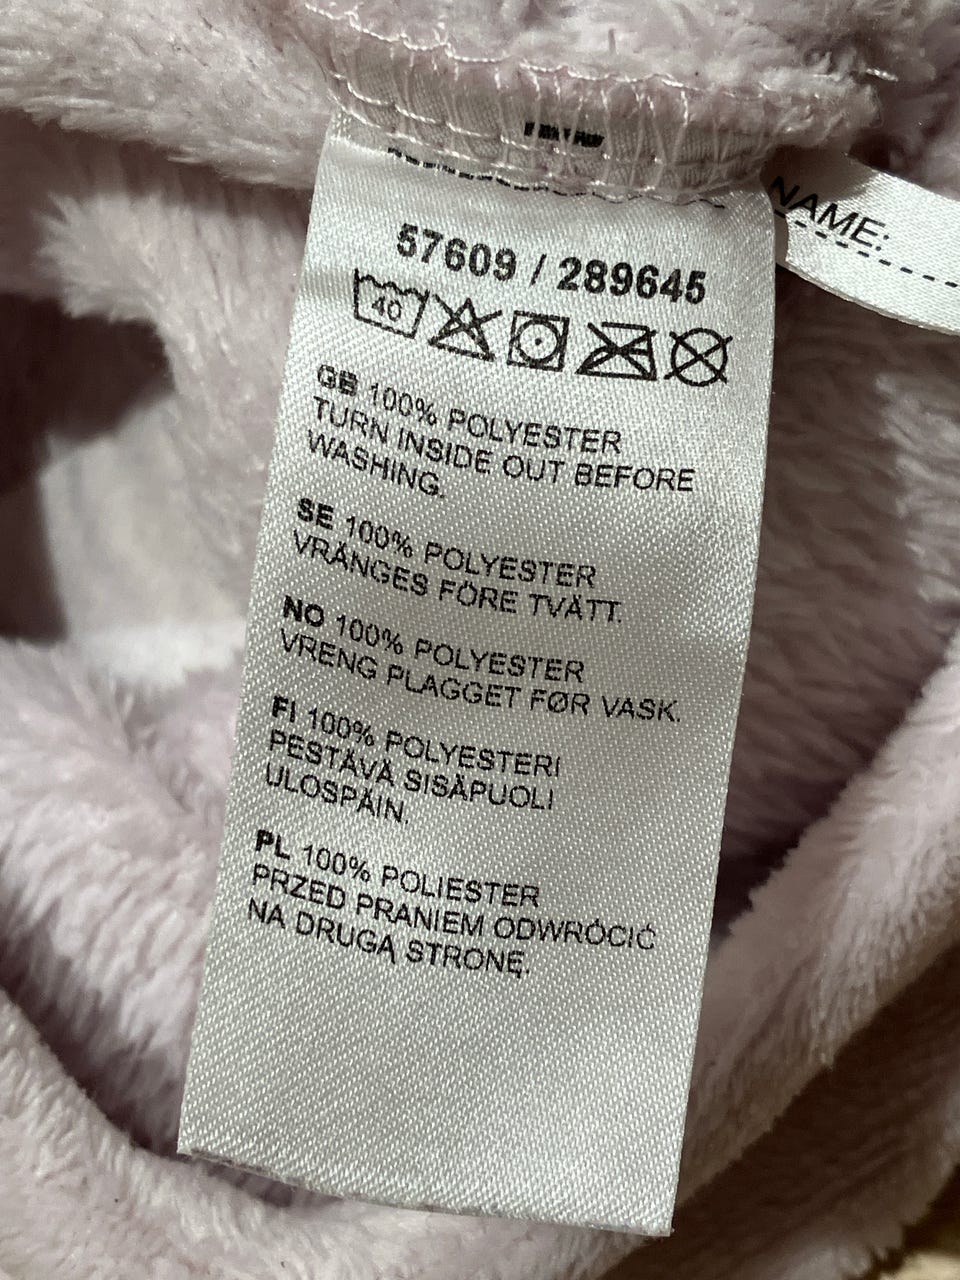 57609 / 289645
40
GB 100% POLYESTER
TURN INSIDE OUT BEFORE
WASHING.
SE 100% POLYESTER
VRÄNGES FÖRE TVÄTT.
NO 100% POLYESTER
VRENG PLAGGET FØR VASK.
FI 100% POLYESTERI
PESTÄVÄ SISÄPUOLI
ULOSPÄIN.
PL 100% POLIESTER
PRZED PRANIEM ODWRÓCIĆ
NA DRUGĄ STRONĘ.
NAME: